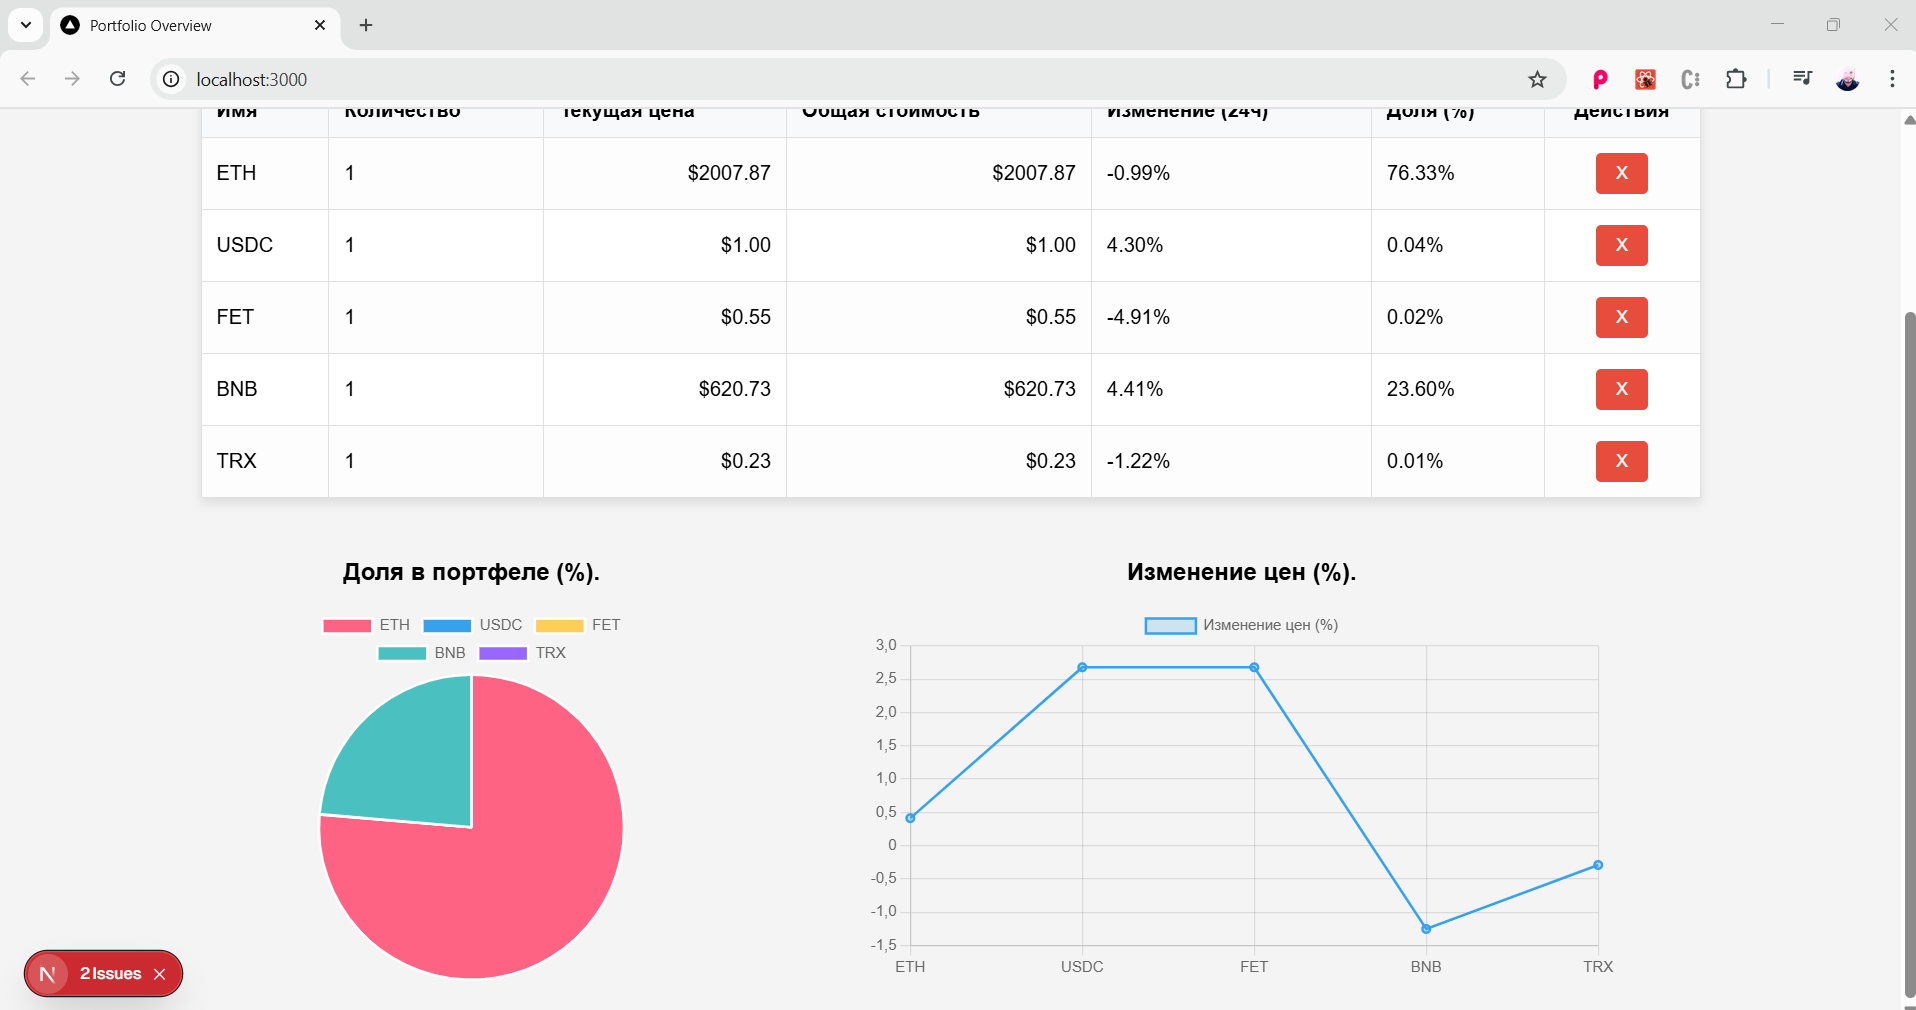 Portfolio Overview
localhost:3000
Имя Количество Текущая цена Общая стоимость Изменение (24ч) Доля (%) Действия
ETH 1 $2007.87 $2007.87 -0.99% 76.33% X
USDC 1 $1.00 $1.00 4.30% 0.04% X
FET 1 $0.55 $0.55 -4.91% 0.02% X
BNB 1 $620.73 $620.73 4.41% 23.60% X
TRX 1 $0.23 $0.23 -1.22% 0.01% X
Доля в портфеле (%).
ETH USDC FET
BNB TRX
Изменение цен (%).
Изменение цен (%)
3,0
2,5
2,0
1,5
1,0
0,5
0
-0,5
-1,0
-1,5
ETH USDC FET BNB TRX
N 2 Issues